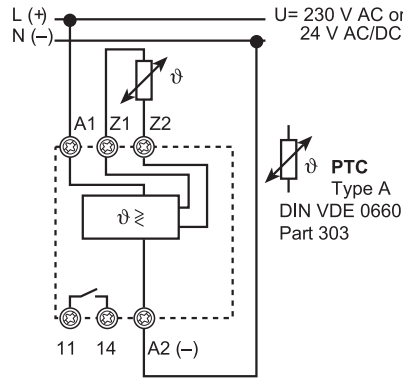 L (+)
U= 230 V AC or
N (–)
24 V AC/DC
ϑ
A1 Z1 Z2
ϑ PTC
Type A
ϑ ≷
DIN VDE 0660
Part 303
11 14 A2 (–)